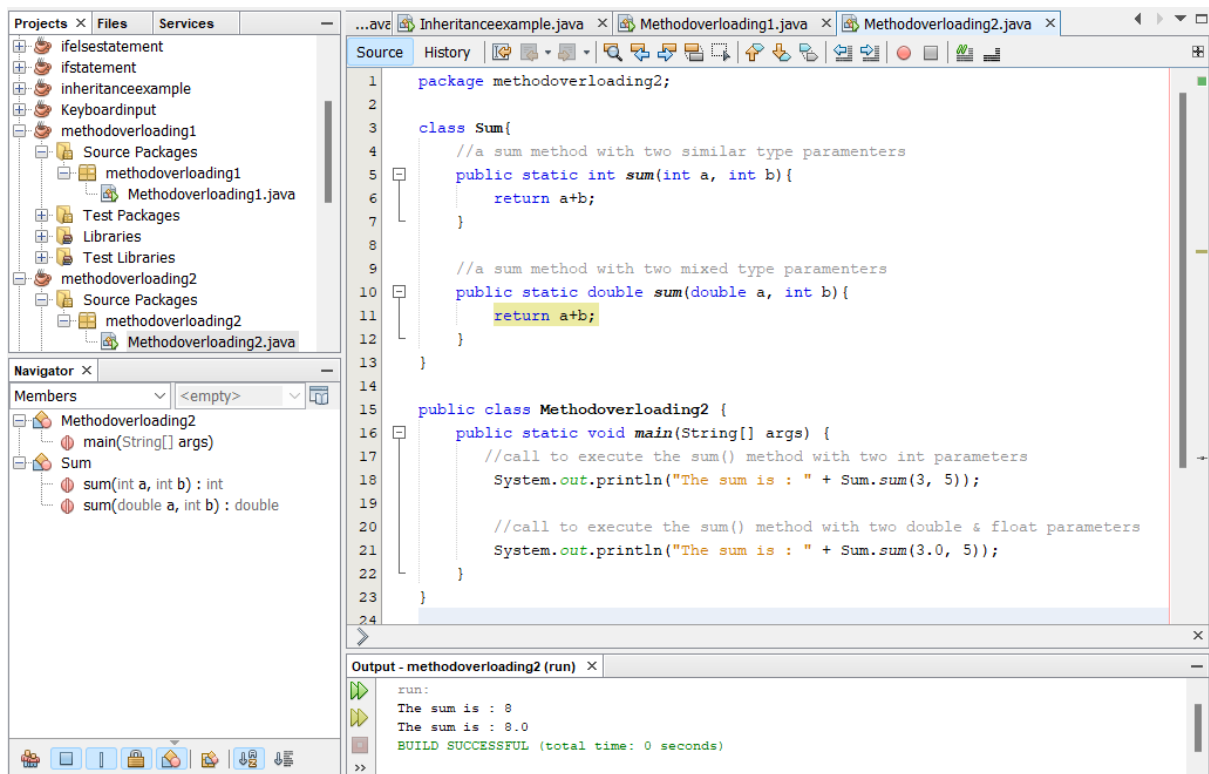 Projects × Files Services
ifelsestatement
ifstatement
inheritanceexample
Keyboardinput
methodoverloading1
Source Packages
methodoverloading1
Methodoverloading1.java
Test Packages
Libraries
Test Libraries
methodoverloading2
Source Packages
methodoverloading2
Methodoverloading2.java
Navigator ×
Members <empty>
Methodoverloading2
main(String[] args)
Sum
sum(int a, int b) : int
sum(double a, int b) : double
...ava Inheritanceexample.java × Methodoverloading1.java × Methodoverloading2.java ×
Source History
1 package methodoverloading2;
2
3 class Sum{
4 //a sum method with two similar type paramenters
5 public static int sum(int a, int b){
6 return a+b;
7 }
8
9 //a sum method with two mixed type paramenters
10 public static double sum(double a, int b){
11 return a+b;
12 }
13 }
14
15 public class Methodoverloading2 {
16 public static void main(String[] args) {
17 //call to execute the sum() method with two int parameters
18 System.out.println("The sum is : " + Sum.sum(3, 5));
19
20 //call to execute the sum() method with two double & float parameters
21 System.out.println("The sum is : " + Sum.sum(3.0, 5));
22 }
23 }
24
Output - methodoverloading2 (run) ×
run:
The sum is : 8
The sum is : 8.0
BUILD SUCCESSFUL (total time: 0 seconds)